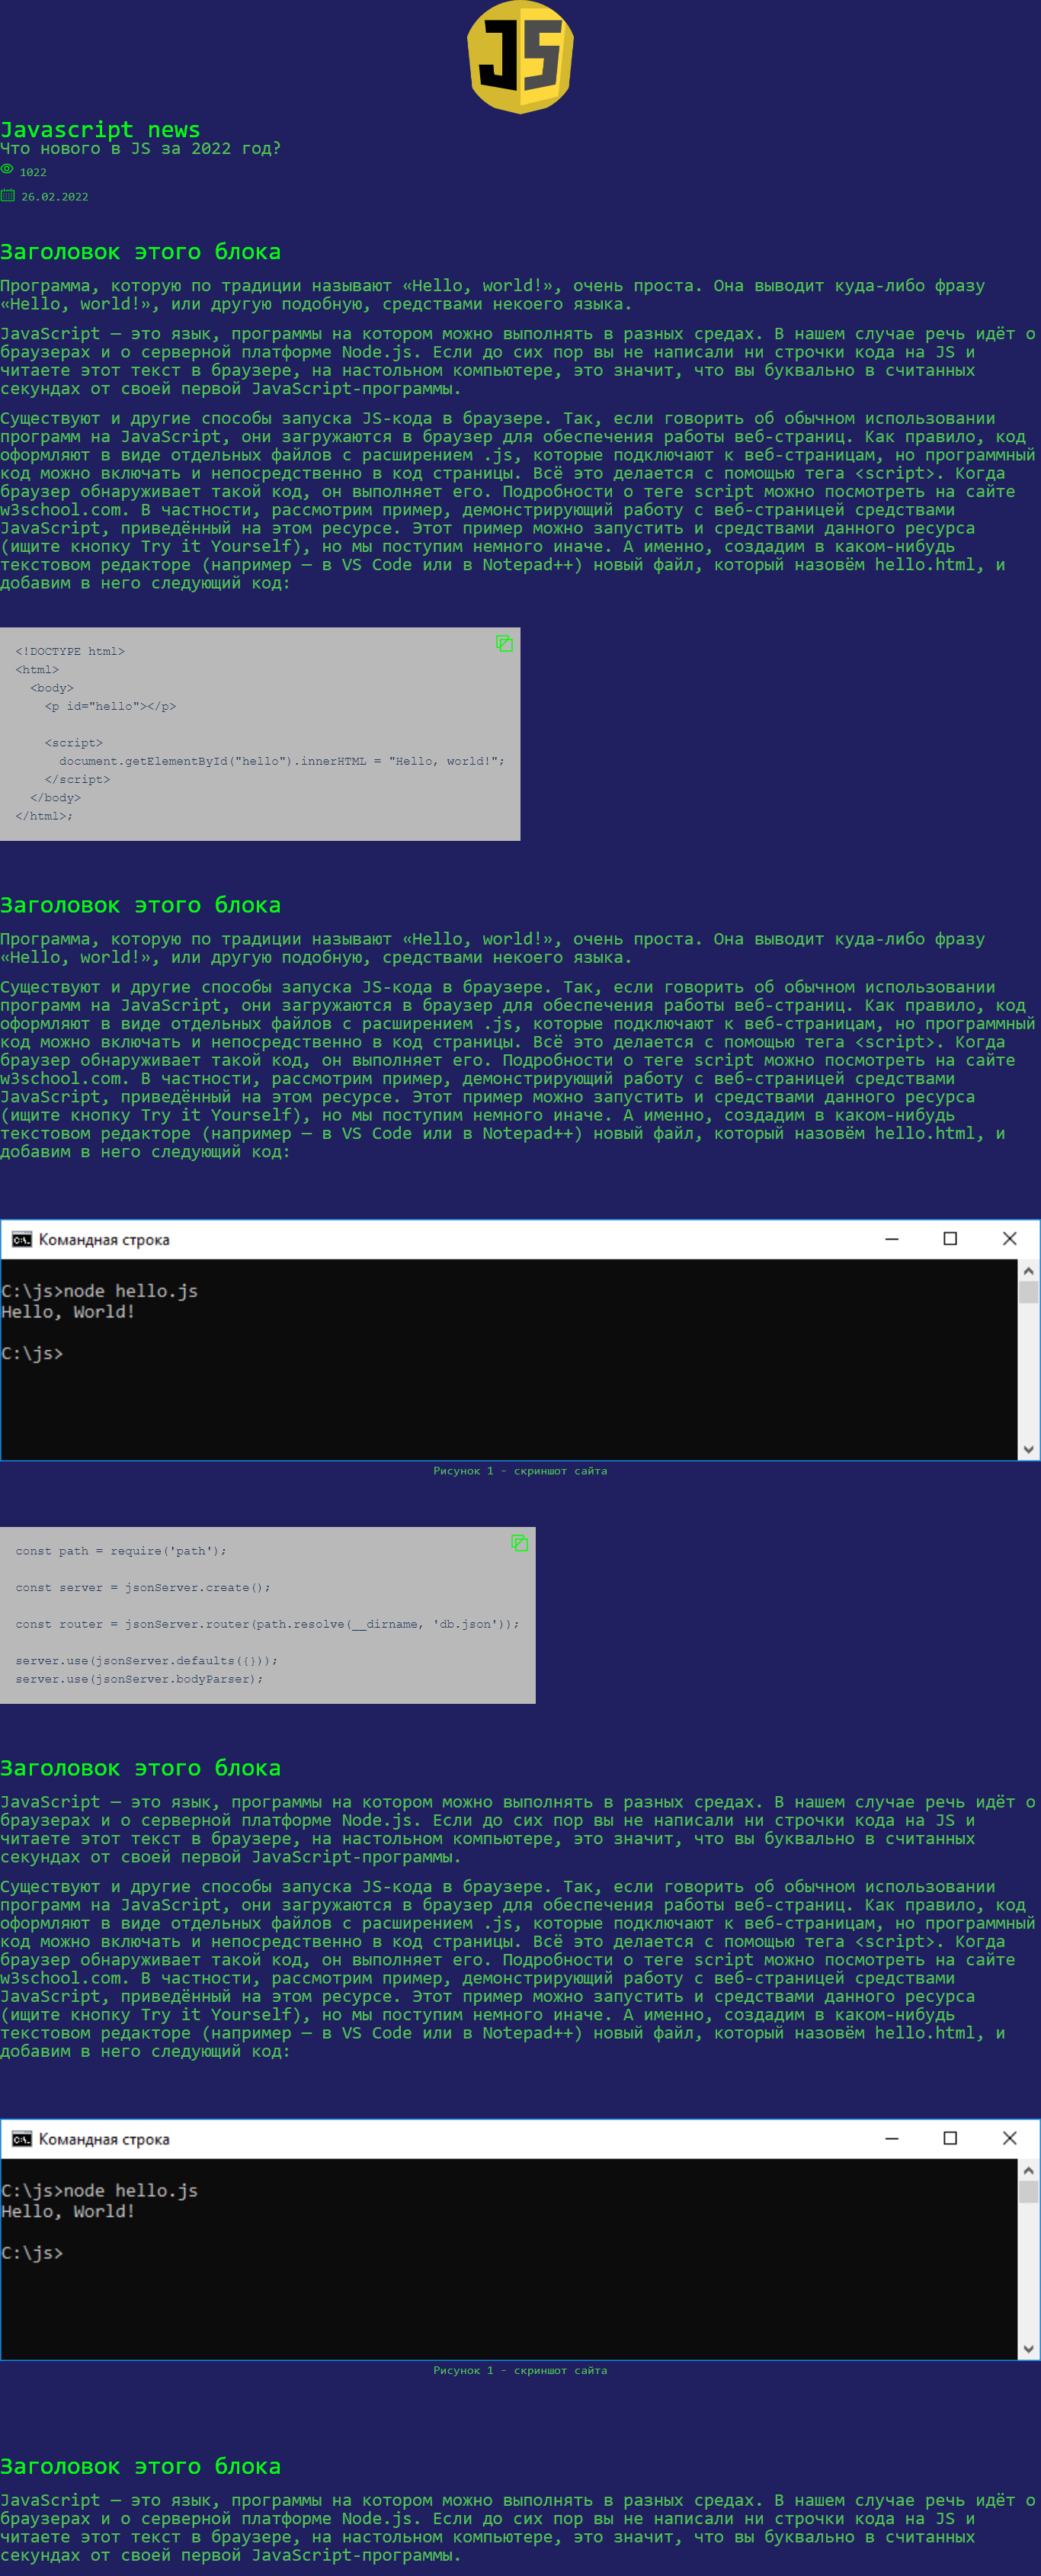 JS
Javascript news
Что нового в JS за 2022 год?
1022
26.02.2022
Заголовок этого блока
Программа, которую по традиции называют «Hello, world!», очень проста. Она выводит куда-либо фразу
«Hello, world!», или другую подобную, средствами некоего языка.
JavaScript — это язык, программы на котором можно выполнять в разных средах. В нашем случае речь идёт о
браузерах и о серверной платформе Node.js. Если до сих пор вы не написали ни строчки кода на JS и
читаете этот текст в браузере, на настольном компьютере, это значит, что вы буквально в считанных
секундах от своей первой JavaScript-программы.
Существуют и другие способы запуска JS-кода в браузере. Так, если говорить об обычном использовании
программ на JavaScript, они загружаются в браузер для обеспечения работы веб-страниц. Как правило, код
оформляют в виде отдельных файлов с расширением .js, которые подключают к веб-страницам, но программный
код можно включать и непосредственно в код страницы. Всё это делается с помощью тега <script>. Когда
браузер обнаруживает такой код, он выполняет его. Подробности о теге script можно посмотреть на сайте
w3school.com. В частности, рассмотрим пример, демонстрирующий работу с веб-страницей средствами
JavaScript, приведённый на этом ресурсе. Этот пример можно запустить и средствами данного ресурса
(ищите кнопку Try it Yourself), но мы поступим немного иначе. А именно, создадим в каком-нибудь
текстовом редакторе (например — в VS Code или в Notepad++) новый файл, который назовём hello.html, и
добавим в него следующий код:
<!DOCTYPE html>
<html>
<body>
<p id="hello"></p>
<script>
document.getElementById("hello").innerHTML = "Hello, world!";
</script>
</body>
</html>;
Заголовок этого блока
Программа, которую по традиции называют «Hello, world!», очень проста. Она выводит куда-либо фразу
«Hello, world!», или другую подобную, средствами некоего языка.
Существуют и другие способы запуска JS-кода в браузере. Так, если говорить об обычном использовании
программ на JavaScript, они загружаются в браузер для обеспечения работы веб-страниц. Как правило, код
оформляют в виде отдельных файлов с расширением .js, которые подключают к веб-страницам, но программный
код можно включать и непосредственно в код страницы. Всё это делается с помощью тега <script>. Когда
браузер обнаруживает такой код, он выполняет его. Подробности о теге script можно посмотреть на сайте
w3school.com. В частности, рассмотрим пример, демонстрирующий работу с веб-страницей средствами
JavaScript, приведённый на этом ресурсе. Этот пример можно запустить и средствами данного ресурса
(ищите кнопку Try it Yourself), но мы поступим немного иначе. А именно, создадим в каком-нибудь
текстовом редакторе (например — в VS Code или в Notepad++) новый файл, который назовём hello.html, и
добавим в него следующий код:
C:\. Командная строка
C:\js>node hello.js
Hello, World!
C:\js>
Рисунок 1 - скриншот сайта
const path = require('path');
const server = jsonServer.create();
const router = jsonServer.router(path.resolve(__dirname, 'db.json'));
server.use(jsonServer.defaults({}));
server.use(jsonServer.bodyParser);
Заголовок этого блока
JavaScript — это язык, программы на котором можно выполнять в разных средах. В нашем случае речь идёт о
браузерах и о серверной платформе Node.js. Если до сих пор вы не написали ни строчки кода на JS и
читаете этот текст в браузере, на настольном компьютере, это значит, что вы буквально в считанных
секундах от своей первой JavaScript-программы.
Существуют и другие способы запуска JS-кода в браузере. Так, если говорить об обычном использовании
программ на JavaScript, они загружаются в браузер для обеспечения работы веб-страниц. Как правило, код
оформляют в виде отдельных файлов с расширением .js, которые подключают к веб-страницам, но программный
код можно включать и непосредственно в код страницы. Всё это делается с помощью тега <script>. Когда
браузер обнаруживает такой код, он выполняет его. Подробности о теге script можно посмотреть на сайте
w3school.com. В частности, рассмотрим пример, демонстрирующий работу с веб-страницей средствами
JavaScript, приведённый на этом ресурсе. Этот пример можно запустить и средствами данного ресурса
(ищите кнопку Try it Yourself), но мы поступим немного иначе. А именно, создадим в каком-нибудь
текстовом редакторе (например — в VS Code или в Notepad++) новый файл, который назовём hello.html, и
добавим в него следующий код:
C:\. Командная строка
C:\js>node hello.js
Hello, World!
C:\js>
Рисунок 1 - скриншот сайта
Заголовок этого блока
JavaScript — это язык, программы на котором можно выполнять в разных средах. В нашем случае речь идёт о
браузерах и о серверной платформе Node.js. Если до сих пор вы не написали ни строчки кода на JS и
читаете этот текст в браузере, на настольном компьютере, это значит, что вы буквально в считанных
секундах от своей первой JavaScript-программы.